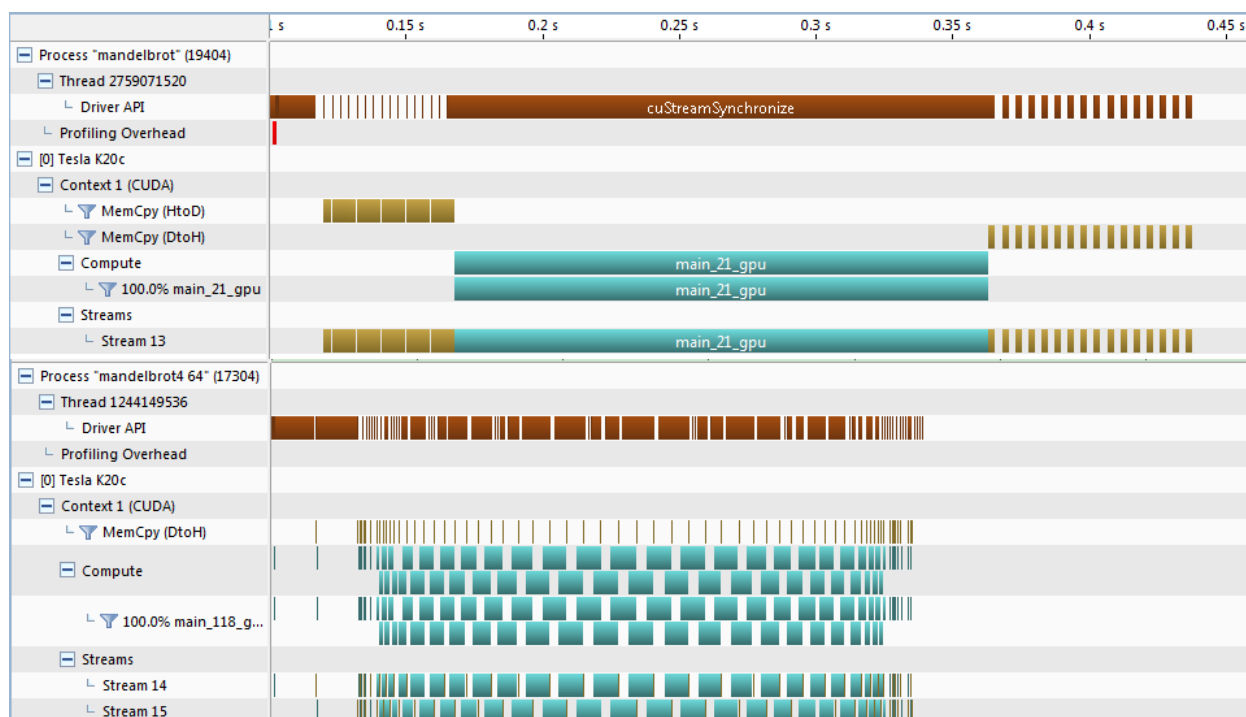 1 s 0.15 s 0.2 s 0.25 s 0.3 s 0.35 s 0.4 s 0.45 s
Process "mandelbrot" (19404)
Thread 2759071520
Driver API cuStreamSynchronize
Profiling Overhead
[0] Tesla K20c
Context 1 (CUDA)
MemCpy (HtoD)
MemCpy (DtoH)
Compute main_21_gpu
100.0% main_21_gpu main_21_gpu
Streams
Stream 13 main_21_gpu
Process "mandelbrot4 64" (17304)
Thread 1244149536
Driver API
Profiling Overhead
[0] Tesla K20c
Context 1 (CUDA)
MemCpy (DtoH)
Compute
100.0% main_118_g...
Streams
Stream 14
Stream 15